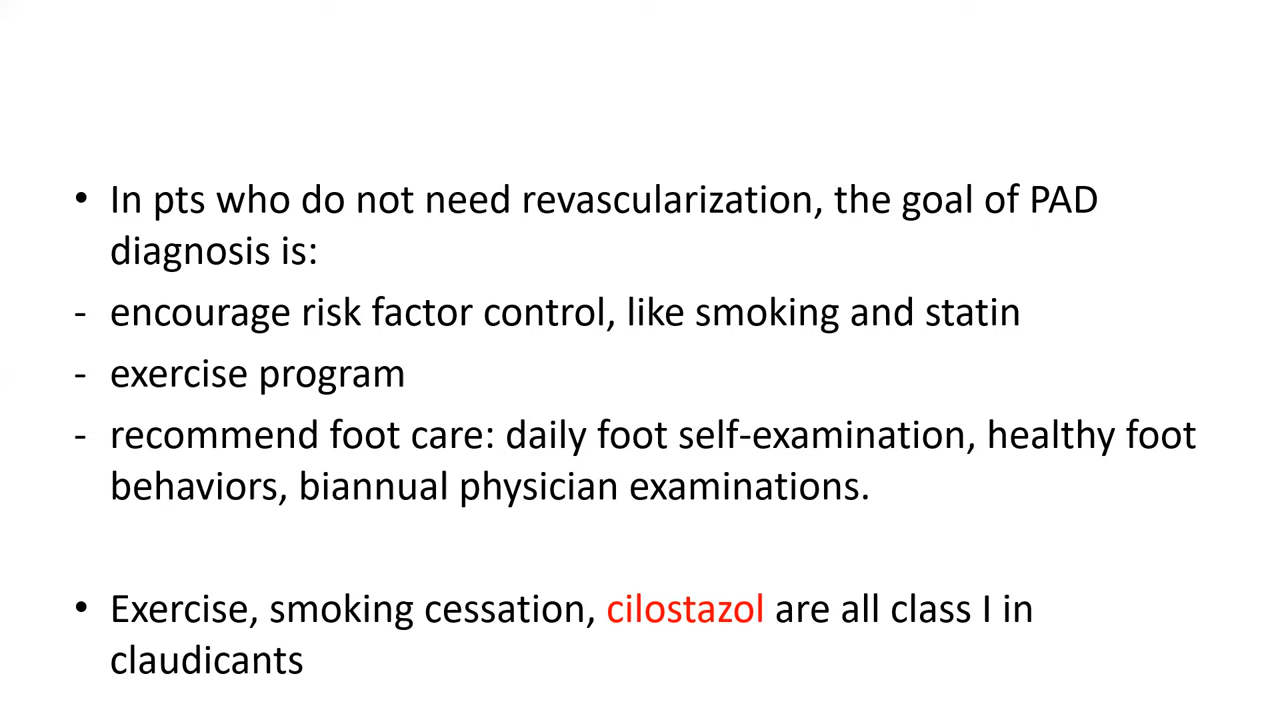 • In pts who do not need revascularization, the goal of PAD
diagnosis is:
- encourage risk factor control, like smoking and statin
- exercise program
- recommend foot care: daily foot self-examination, healthy foot
behaviors, biannual physician examinations.
• Exercise, smoking cessation, cilostazol are all class I in
claudicants